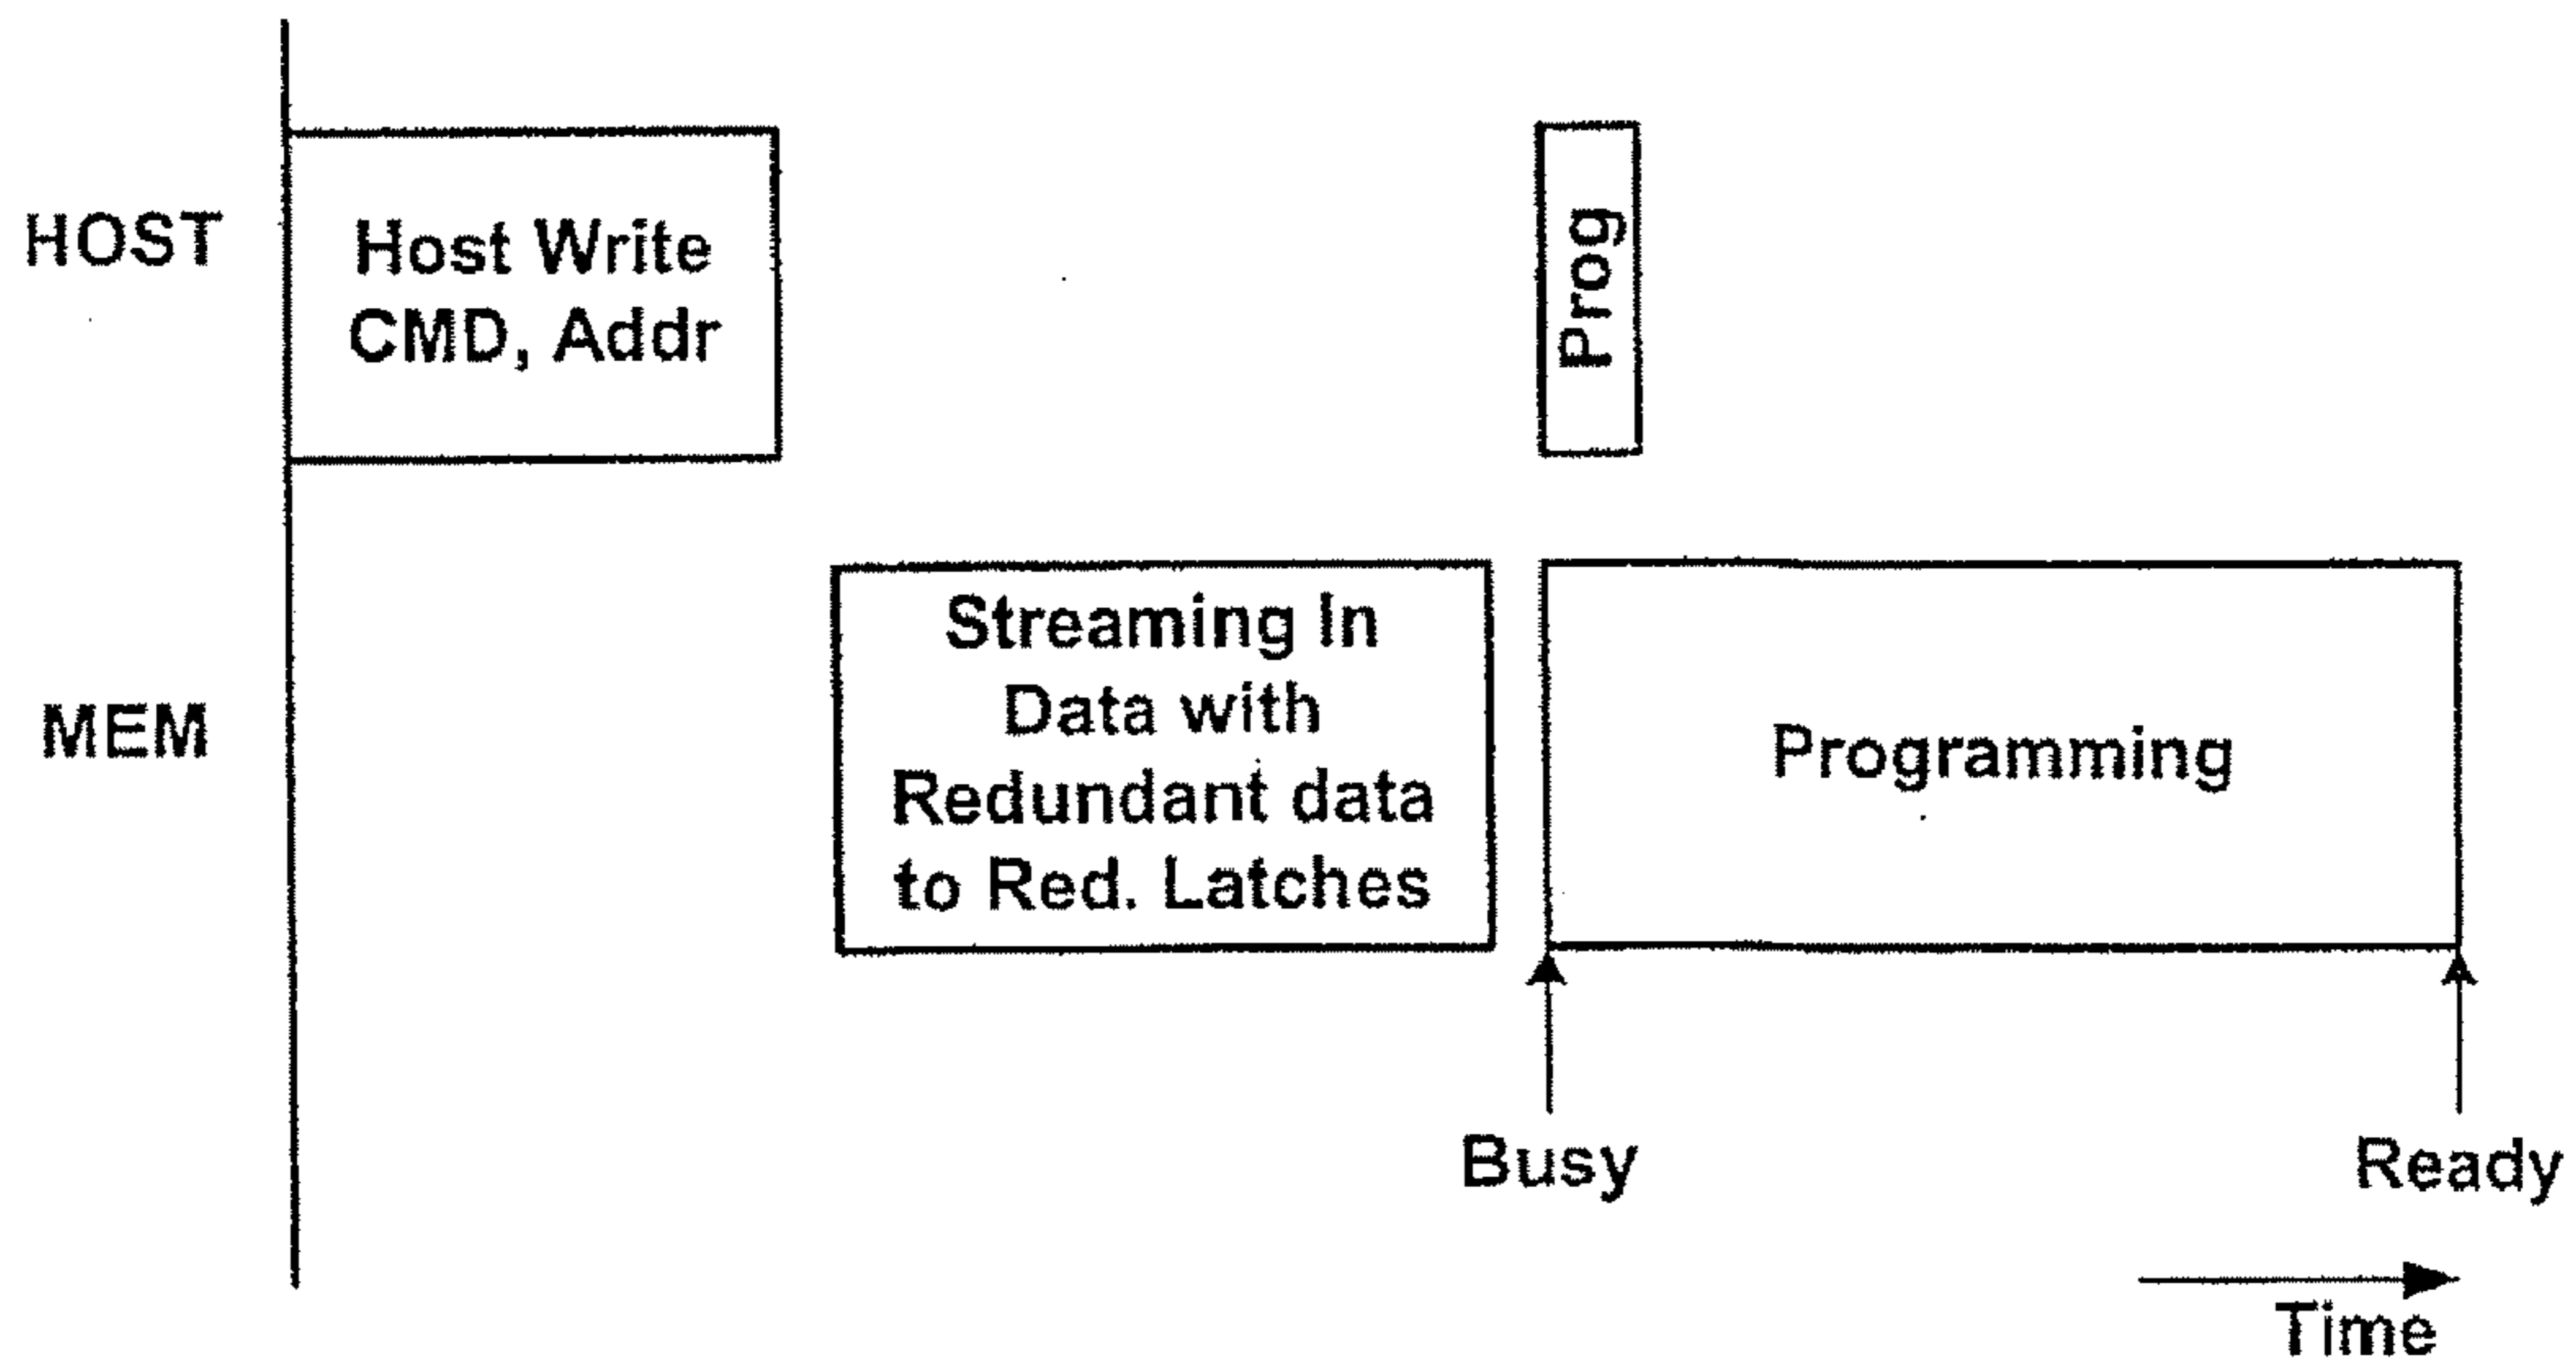 HOST
Host Write
CMD, Addr
Prog
MEM
Streaming In
Data with
Redundant data
to Red. Latches
Programming
Busy
Ready
Time